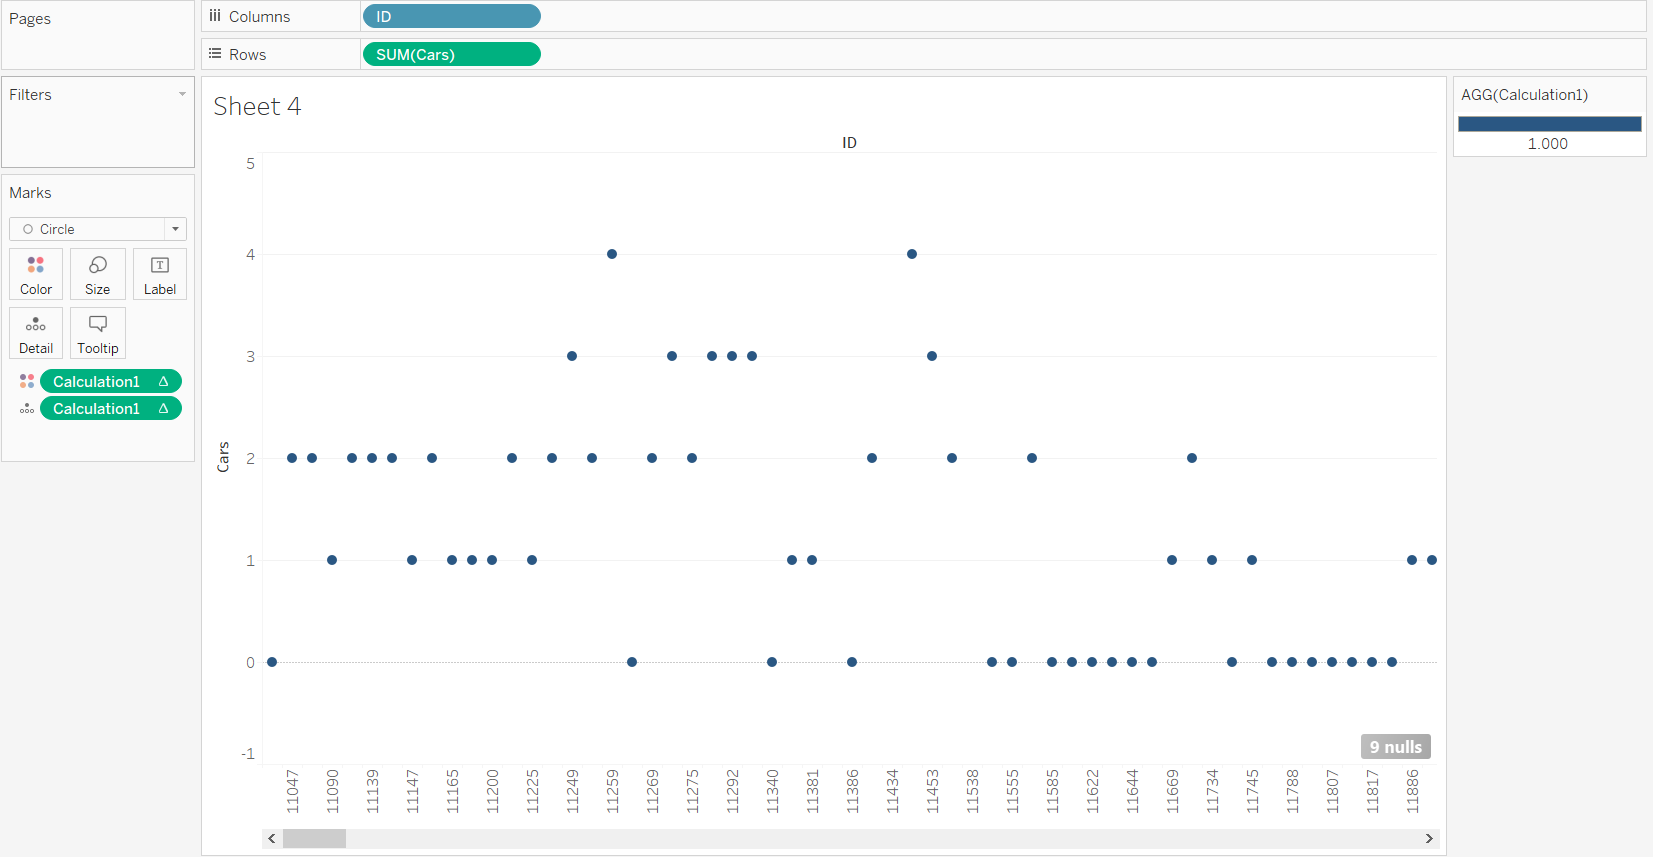 Pages
Columns
ID
Rows
SUM(Cars)
Filters
Marks
Circle
Color
Size
Label
Detail
Tooltip
Calculation1
Calculation1
Sheet 4
ID
Cars
5
4
3
2
1
0
-1
9 nulls
11047
11090
11139
11147
11165
11200
11225
11249
11259
11269
11275
11292
11340
11381
11386
11434
11453
11538
11555
11585
11622
11644
11669
11734
11745
11788
11807
11817
11886
AGG(Calculation1)
1.000